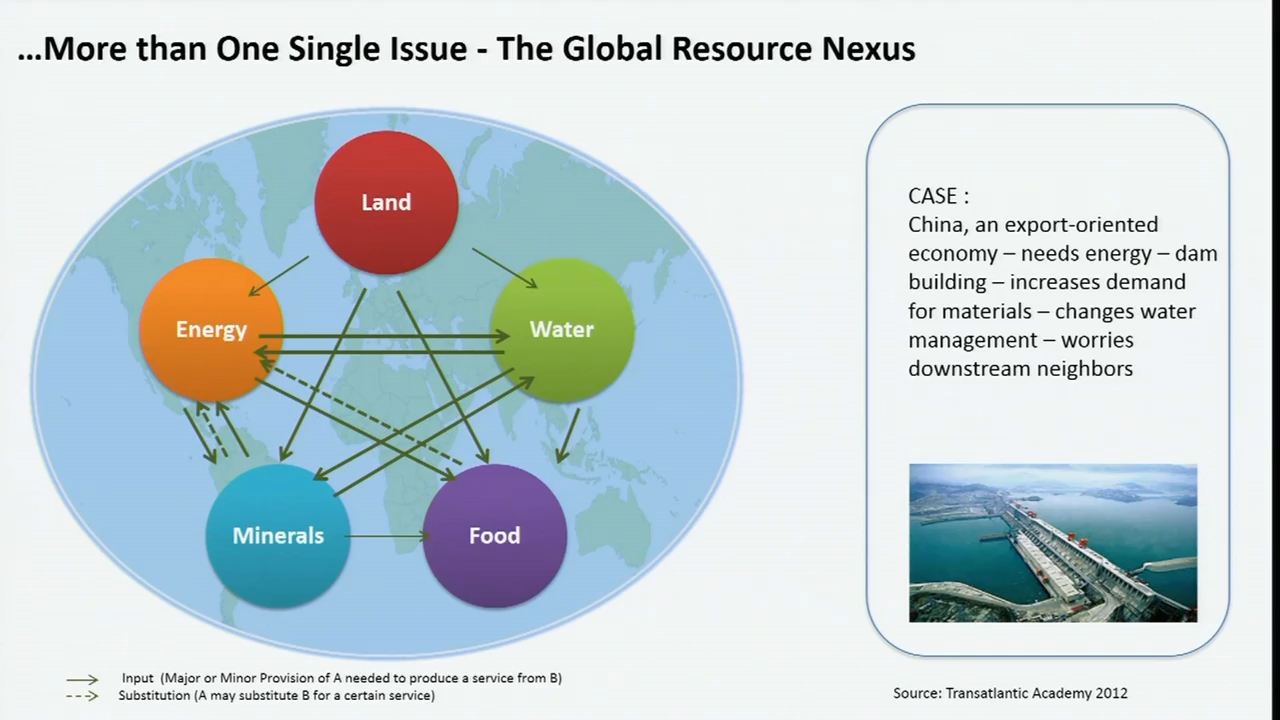 ...More than One Single Issue - The Global Resource Nexus
Land
Energy
Water
Minerals
Food
CASE :
China, an export-oriented
economy – needs energy – dam
building – increases demand
for materials – changes water
management – worries
downstream neighbors
Input (Major or Minor Provision of A needed to produce a service from B)
Substitution (A may substitute B for a certain service)
Source: Transatlantic Academy 2012